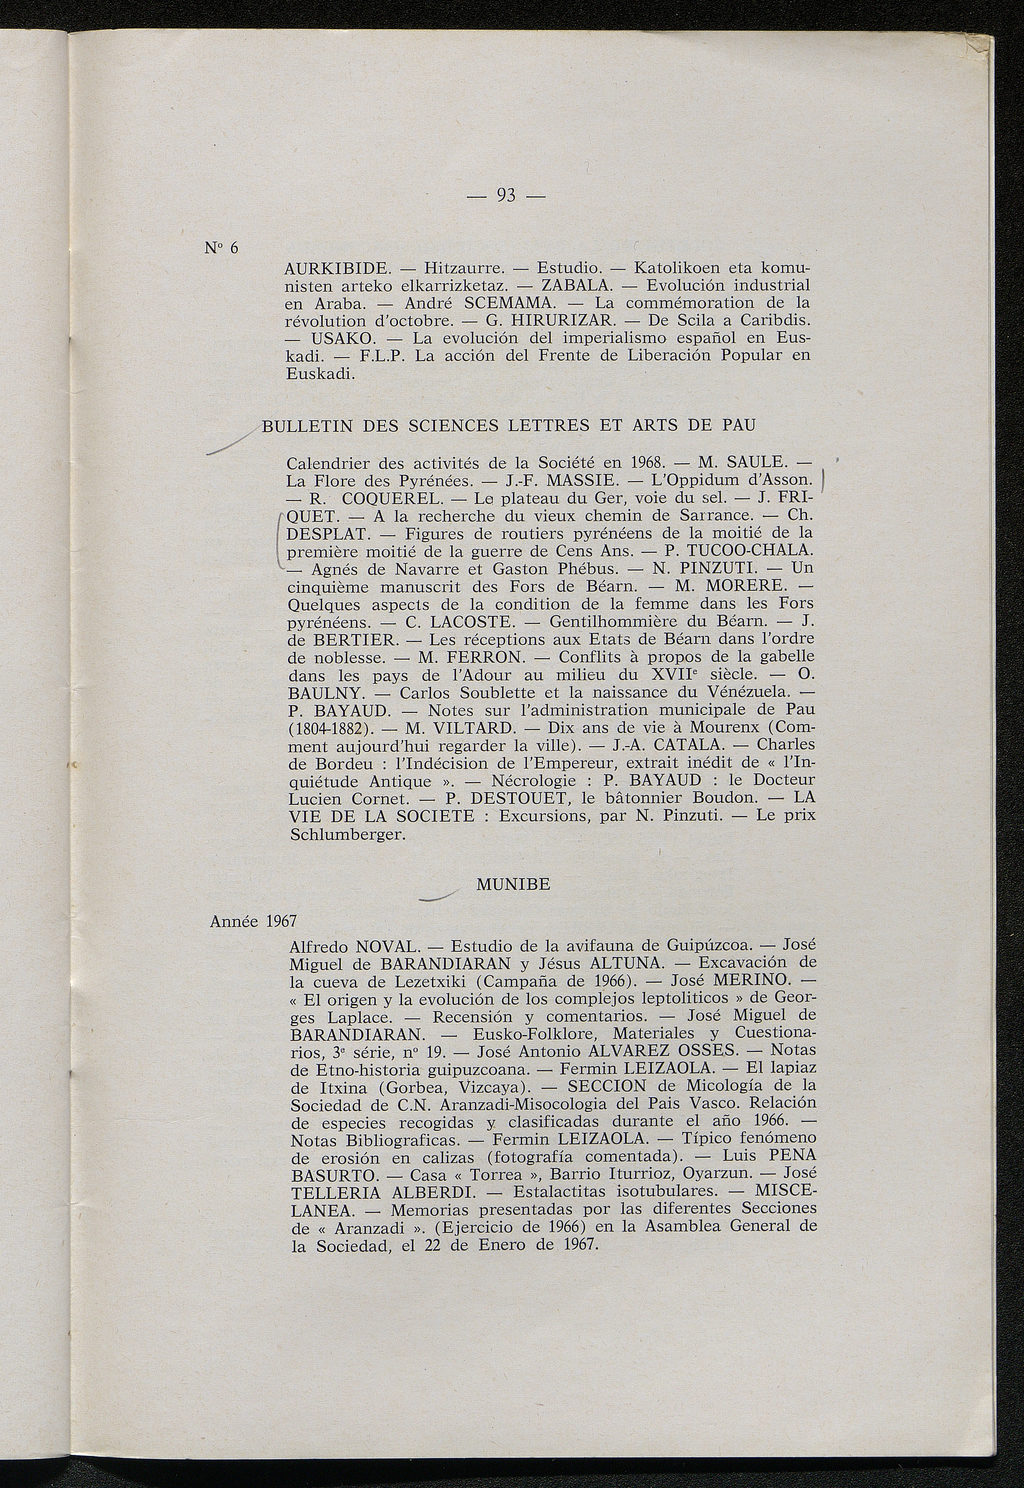 — 93 —
N° 6
AURKIBIDE. — Hitzaurre. — Estudio. — Katolikoen eta komu-
nisten arteko elkarrizketaz. — ZABALA. — Evolución industrial
en Araba. — André SCEMAMA. — La commémoration de la
révolution d'octobre. — G. HIRURIZAR. — De Scila a Caribdis.
— USAKO. — La evolución del imperialismo español en Eus-
kadi. — F.L.P. La acción del Frente de Liberación Popular en
Euskadi.
BULLETIN DES SCIENCES LETTRES ET ARTS DE PAU
Calendrier des activités de la Société en 1968. — M. SAULE. —
La Flore des Pyrénées. — J.-F. MASSIE. — L'Oppidum d'Asson.
— R. COQUEREL. — Le plateau du Ger, voie du sel. — J. FRI-
QUET. — A la recherche du vieux chemin de Sarrance. — Ch.
DESPLAT. — Figures de routiers pyrénéens de la moitié de la
première moitié de la guerre de Cens Ans. — P. TUCOO-CHALA.
— Agnés de Navarre et Gaston Phébus. — N. PINZUTI. — Un
cinquième manuscrit des Fors de Béarn. — M. MORERE. —
Quelques aspects de la condition de la femme dans les Fors
pyrénéens. — C. LACOSTE. — Gentilhommière du Béarn. — J.
de BERTIER. — Les réceptions aux Etats de Béarn dans l'ordre
de noblesse. — M. FERRON. — Conflits à propos de la gabelle
dans les pays de l'Adour au milieu du XVIIe siècle. — O.
BAULNY. — Carlos Soublette et la naissance du Vénézuela. —
P. BAYAUD. — Notes sur l'administration municipale de Pau
(1804-1882). — M. VILTARD. — Dix ans de vie à Mourenx (Com-
ment aujourd'hui regarder la ville). — J.-A. CATALA. — Charles
de Bordeu : l'Indécision de l'Empereur, extrait inédit de « l'In-
quiétude Antique ». — Nécrologie : P. BAYAUD : le Docteur
Lucien Cornet. — P. DESTOUET, le bâtonnier Boudon. — LA
VIE DE LA SOCIETE : Excursions, par N. Pinzuti. — Le prix
Schlumberger.
MUNIBE
Année 1967
Alfredo NOVAL. — Estudio de la avifauna de Guipúzcoa. — José
Miguel de BARANDIARAN y Jésus ALTUNA. — Excavación de
la cueva de Lezetxiki (Campaña de 1966). — José MERINO. —
« El origen y la evolución de los complejos leptoliticos » de Geor-
ges Laplace. — Recensión y comentarios. — José Miguel de
BARANDIARAN. — Eusko-Folklore, Materiales y Cuestiona-
rios, 3e série, n° 19. — José Antonio ALVAREZ OSSES. — Notas
de Etno-historia guipuzcoana. — Fermin LEIZAOLA. — El lapiaz
de Itxina (Gorbea, Vizcaya). — SECCION de Micología de la
Sociedad de C.N. Aranzadi-Misocologia del Pais Vasco. Relación
de especies recogidas y clasificadas durante el año 1966. —
Notas Bibliograficas. — Fermin LEIZAOLA. — Típico fenómeno
de erosión en calizas (fotografía comentada). — Luis PENA
BASURTO. — Casa « Torrea », Barrio Iturrioz, Oyarzun. — José
TELLERIA ALBERDI. — Estalactitas isotubulares. — MISCE-
LANEA. — Memorias presentadas por las diferentes Secciones
de « Aranzadi ». (Ejercicio de 1966) en la Asamblea General de
la Sociedad, el 22 de Enero de 1967.